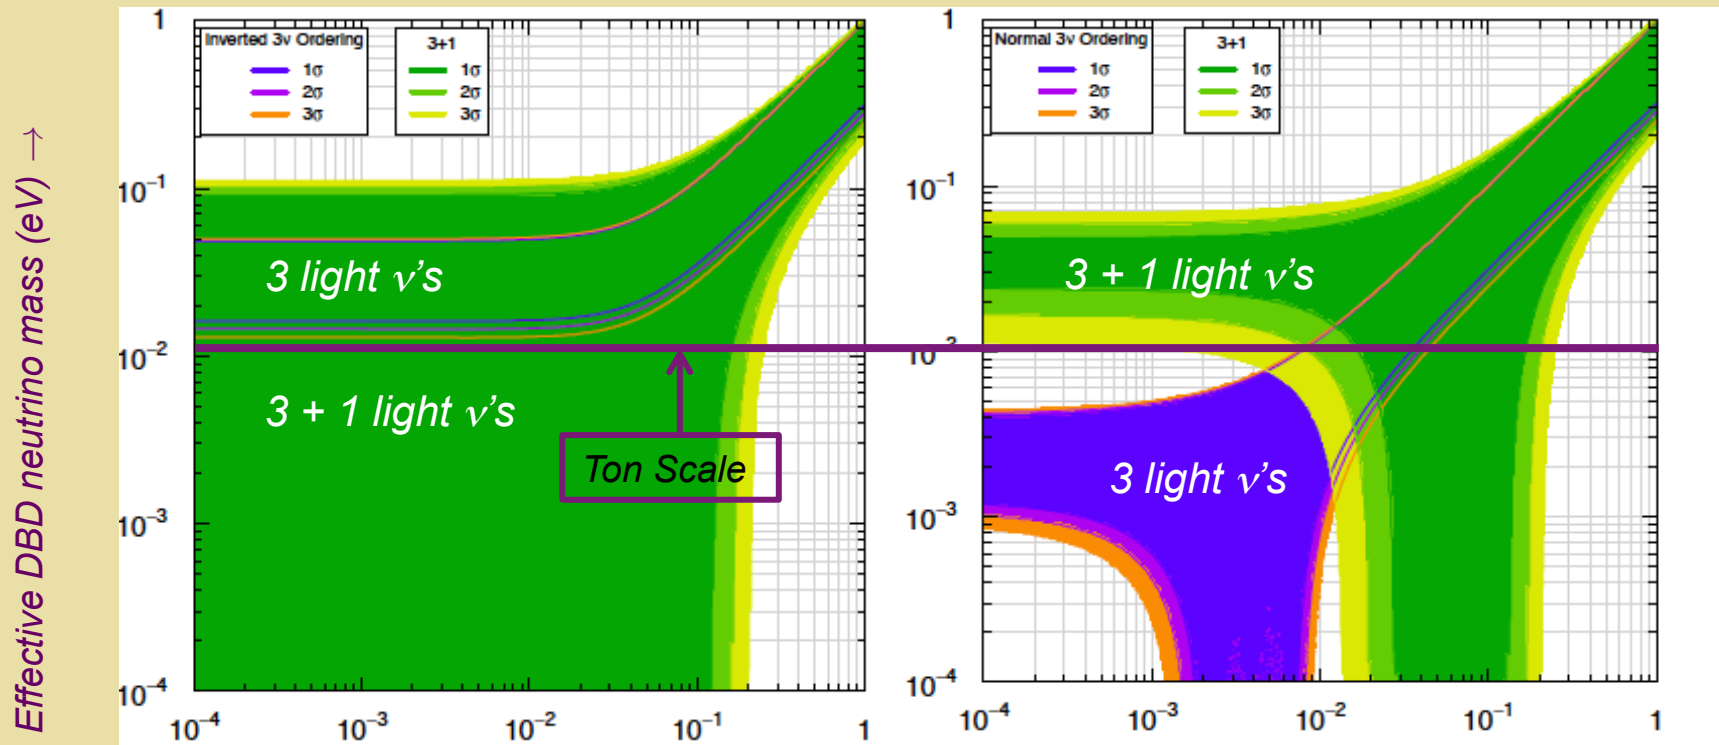 Effective DBD neutrino mass (eV) →
1
10⁻¹
10⁻²
10⁻³
10⁻⁴
Inverted 3ν Ordering
1σ
2σ
3σ
3+1
1σ
2σ
3σ
3 light ν's
3 + 1 light ν's
Ton Scale
10⁻⁴
10⁻³
10⁻²
10⁻¹
1
1
10⁻¹
10⁻³
10⁻⁴
Normal 3ν Ordering
1σ
2σ
3σ
3+1
1σ
2σ
3σ
3 + 1 light ν's
3 light ν's
10⁻⁴
10⁻³
10⁻²
10⁻¹
1